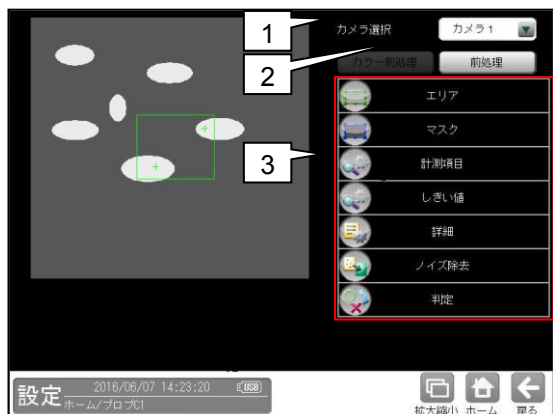 1
カメラ選択
カメラ1
2
カラー前処理
前処理
エリア
マスク
3
計測項目
しきい値
詳細
ノイズ除去
判定
設定
2016/06/07 14:23:20
USB
ホーム/ブロブC1
拡大縮小
ホーム
戻る